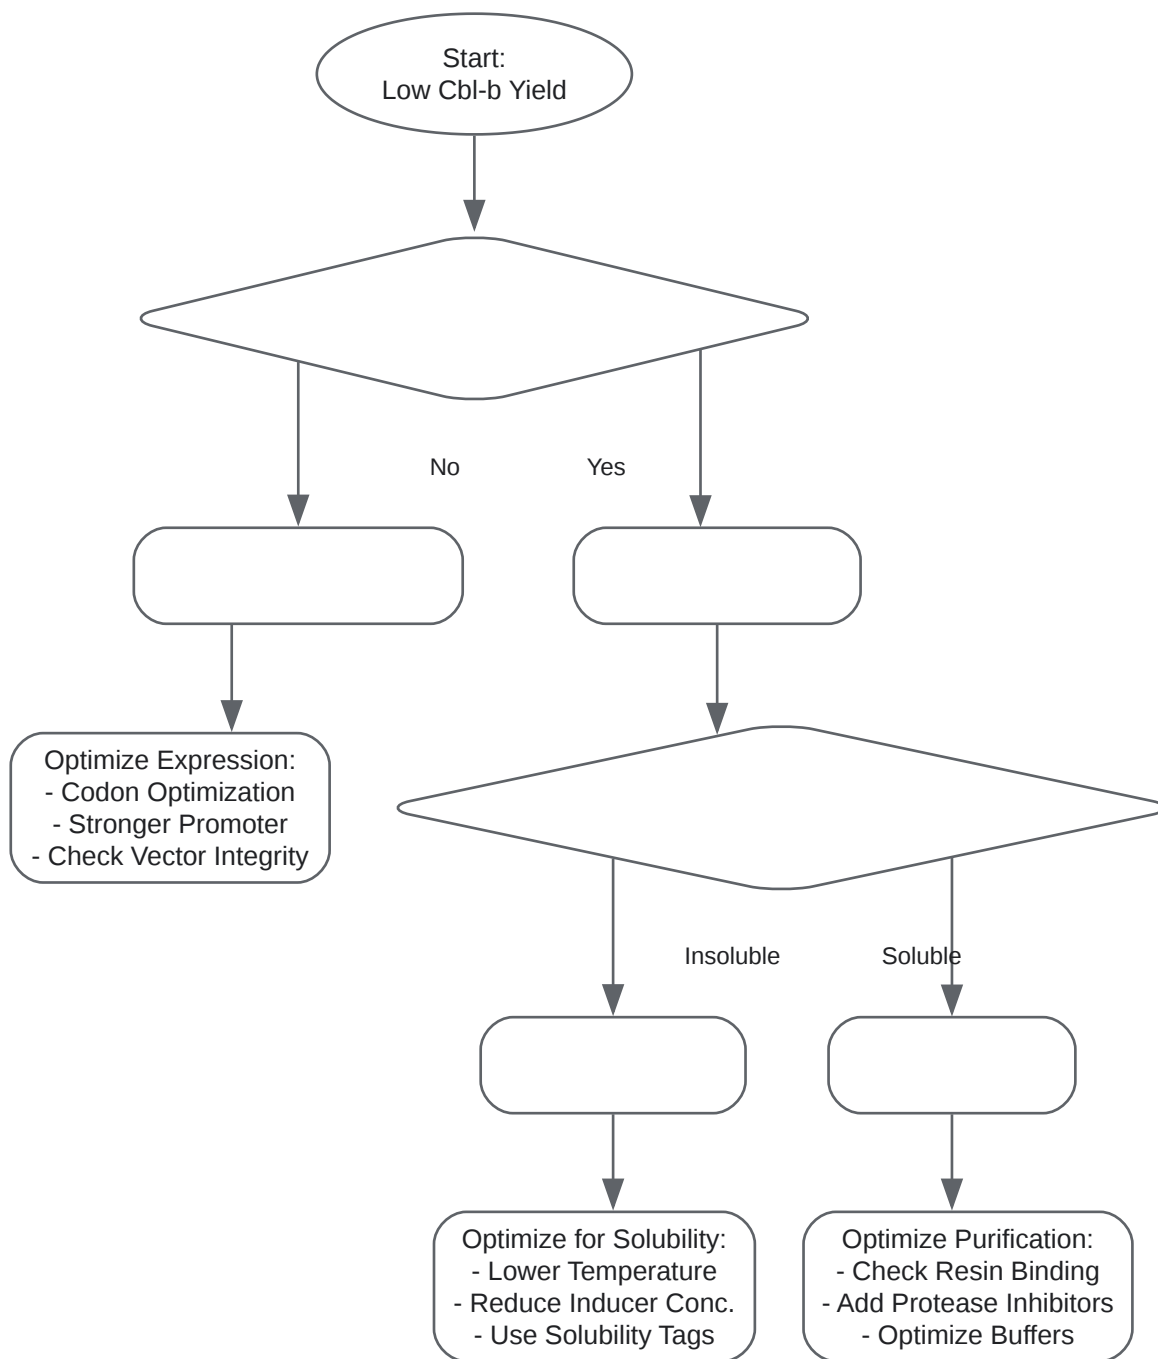 Start:
Low Cbl-b Yield
No
Yes
Optimize Expression:
- Codon Optimization
- Stronger Promoter
- Check Vector Integrity
Insoluble
Soluble
Optimize for Solubility:
- Lower Temperature
- Reduce Inducer Conc.
- Use Solubility Tags
Optimize Purification:
- Check Resin Binding
- Add Protease Inhibitors
- Optimize Buffers